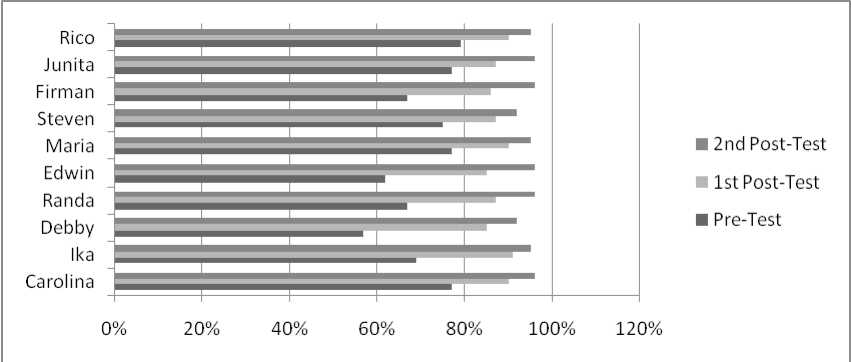 Rico
Junita
Firman
Steven
Maria
Edwin
Randa
Debby
Ika
Carolina
0% 20% 40% 60% 80% 100% 120%
2nd Post-Test
1st Post-Test
Pre-Test